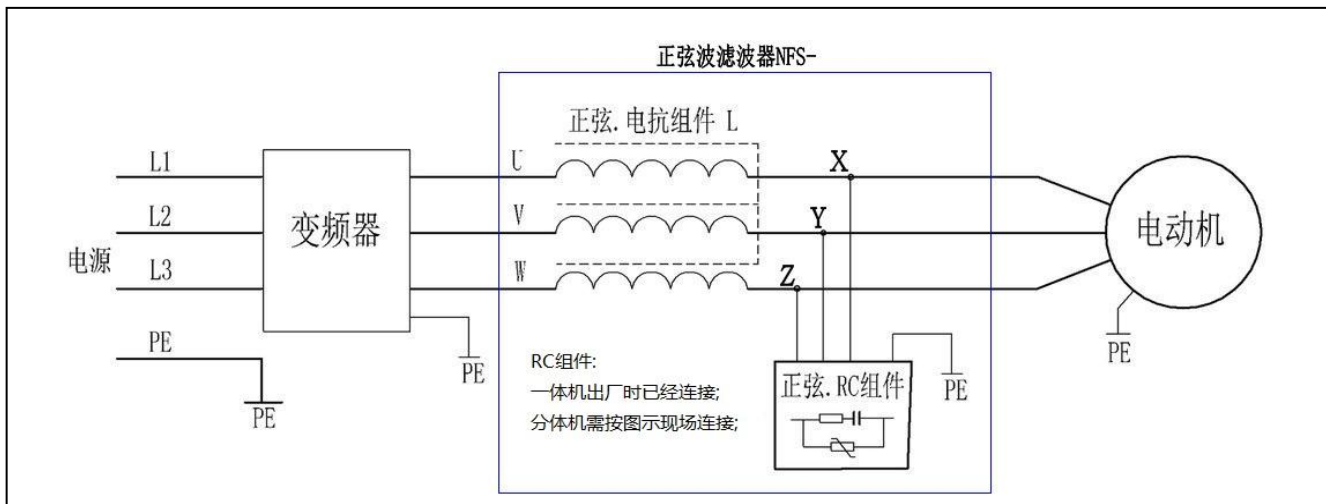 正弦波滤波器NFS-
正弦.电抗组件 L
L1
U
X
L2
变频器
V
Y
电动机
电源
L3
W
Z
PE
PE
PE
RC组件:
一体机出厂时已经连接;
分体机需按图示现场连接;
正弦.RC组件
PE
PE